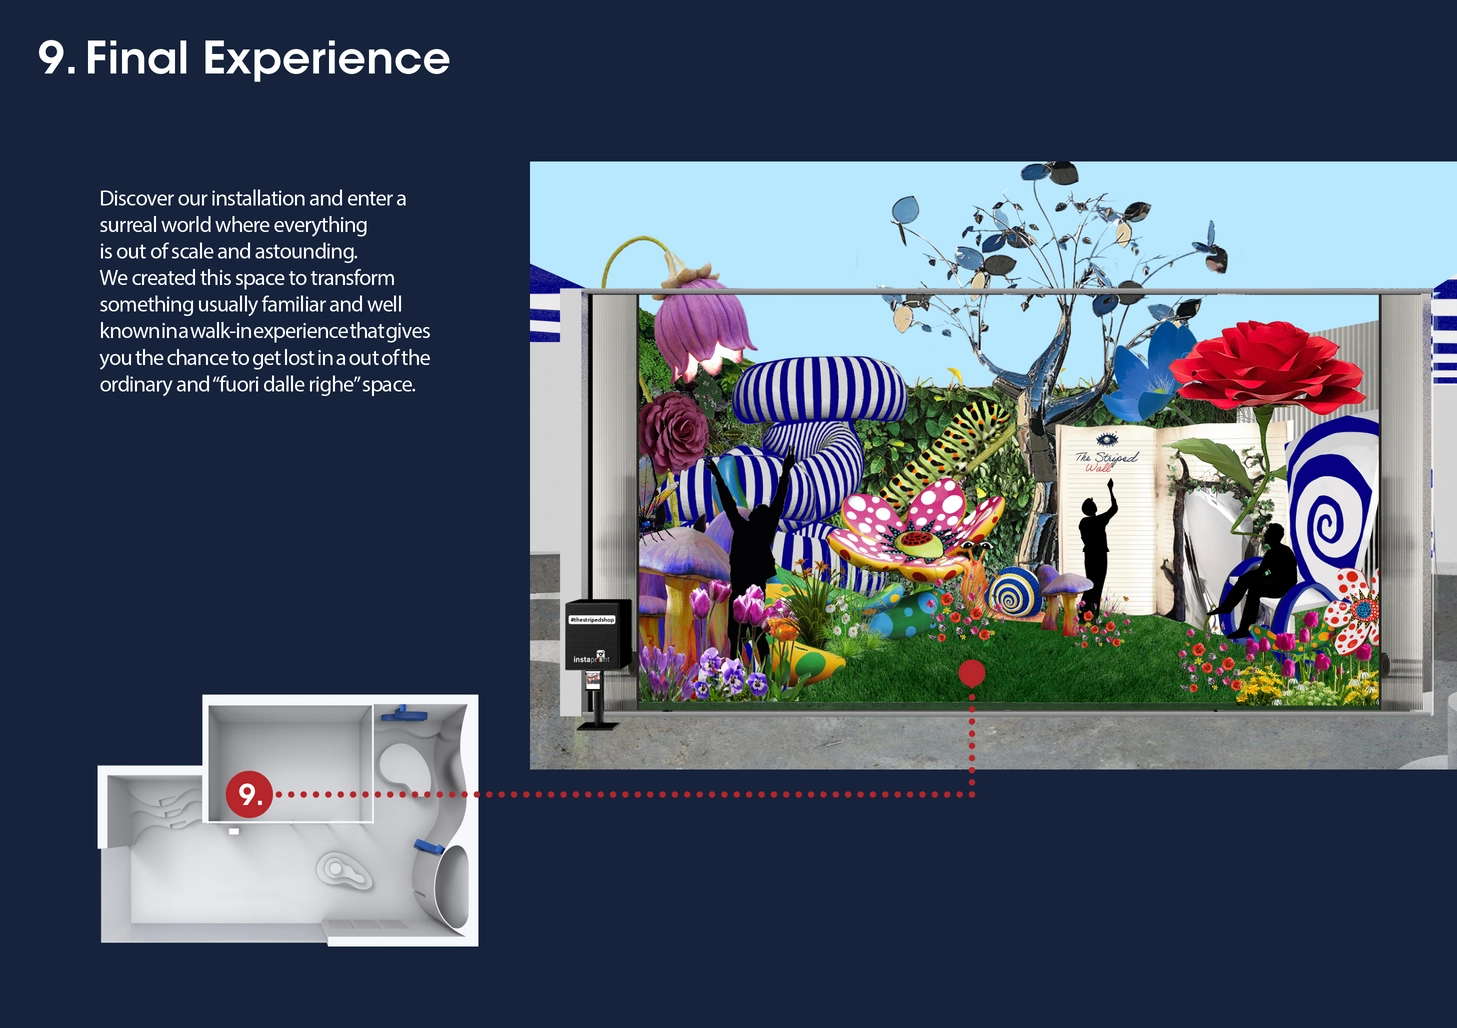 9. Final Experience
Discover our installation and enter a
surreal world where everything
is out of scale and astounding.
We created this space to transform
something usually familiar and well
known in a walk-in experience that gives
you the chance to get lost in a out of the
ordinary and “fuori dalle righe” space.
The Striped
Wall
#thestripedshop
instaprint
9.